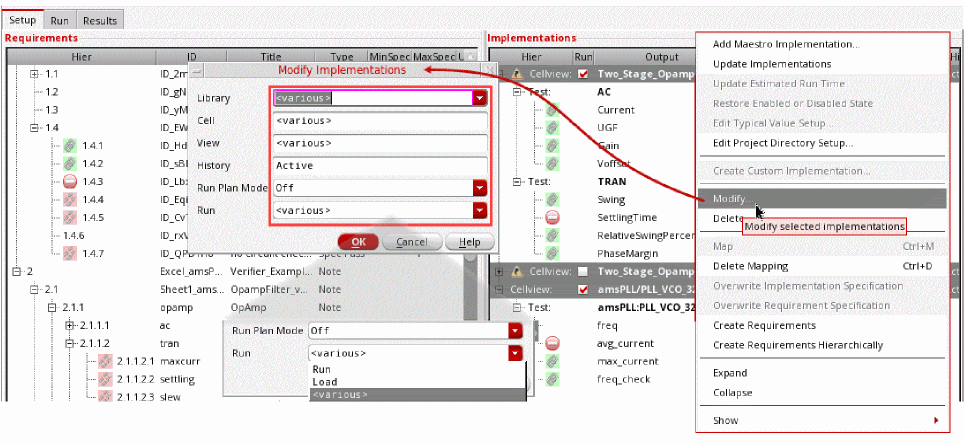 Setup Run Results
Requirements
Hier ID Title Type MinSpec MaxSpec
1.1 ID_2m
1.2 ID_gN
1.3 ID_yM
1.4 ID_EW
1.4.1 ID_Hd
1.4.2 ID_sBI
1.4.3 ID_Lb
1.4.4 ID_Eqi
1.4.5 ID_CvT
1.4.6 ID_rxV
1.4.7
2 Excel_amsP... Verifier_Exampl... Note
2.1 Sheet1_ams... OpampFilter_v... Note
2.1.1 opamp OpAmp Note
2.1.1.1 ac
2.1.1.2 tran
2.1.1.2.1 maxcurr
2.1.1.2.2 settling
2.1.1.2.3 slew
Modify Implementations
Library <various>
Cell <various>
View <various>
History Active
Run Plan Mode Off
Run <various>
OK Cancel Help
Run Plan Mode Off
Run <various>
Run
Load
<various>
Implementations
Hier Run Output
Cellview: Two_Stage_Opamp
Test: AC
Current
UGF
Gain
Voffset
Test: TRAN
Swing
SettlingTime
RelativeSwingPercen
PhaseMargin
Cellview: Two_Stage_Opamp
Cellview: amsPLL/PLL_VCO_32
Test: amsPLL:PLL_VCO_32
freq
avg_current
max_current
freq_check
Add Maestro Implementation...
Update Implementations
Update Estimated Run Time
Restore Enabled or Disabled State
Edit Typical Value Setup...
Edit Project Directory Setup...
Create Custom Implementation...
Modify...
Delete
Modify selected implementations
Map Ctrl+M
Delete Mapping Ctrl+D
Overwrite Implementation Specification
Overwrite Requirement Specification
Create Requirements
Create Requirements Hierarchically
Expand
Collapse
Show